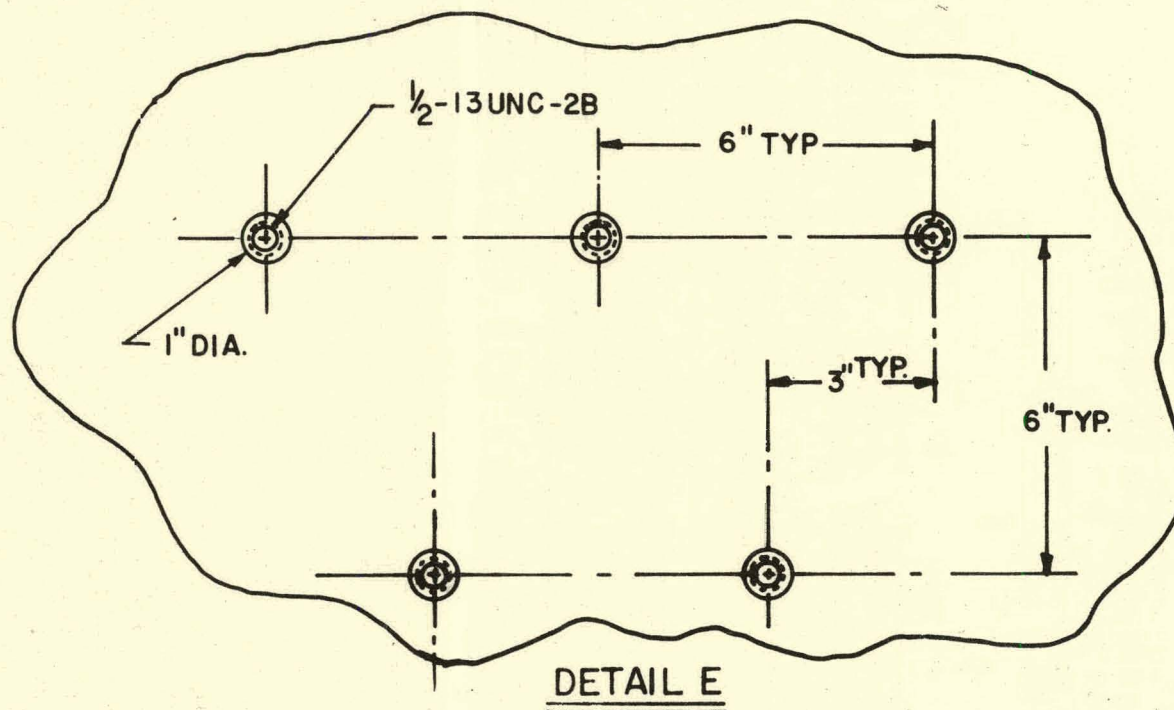 ½-13UNC-2B
6" TYP
1" DIA.
3" TYP.
6" TYP.
DETAIL E